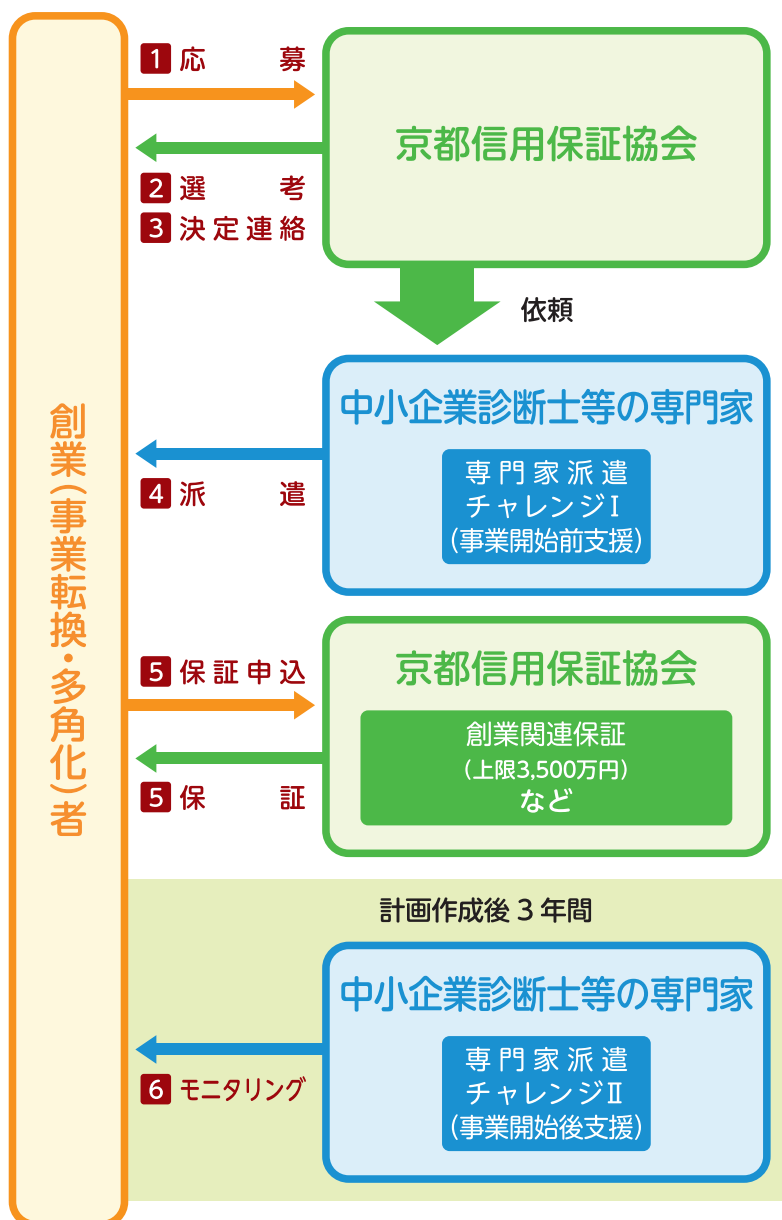 創業(事業転換・多角化)者
1 応募
京都信用保証協会
2 選考
3 決定連絡
依頼
中小企業診断士等の専門家
専門家派遣
チャレンジⅠ
(事業開始前支援)
4 派遣
京都信用保証協会
5 保証申込
創業関連保証
(上限3,500万円)
など
5 保証
計画作成後3年間
中小企業診断士等の専門家
専門家派遣
チャレンジⅡ
(事業開始後支援)
6 モニタリング